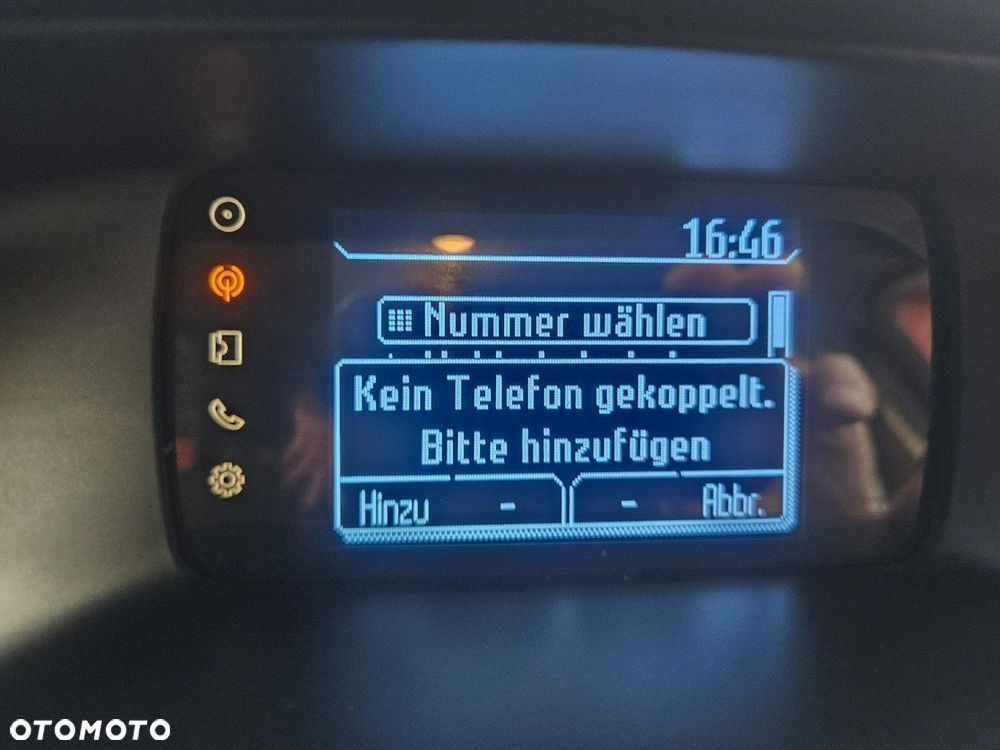 16:46
Nummer wählen
Kein Telefon gekoppelt.
Bitte hinzufügen
Hinzu - - Abbr.
OTOMOTO